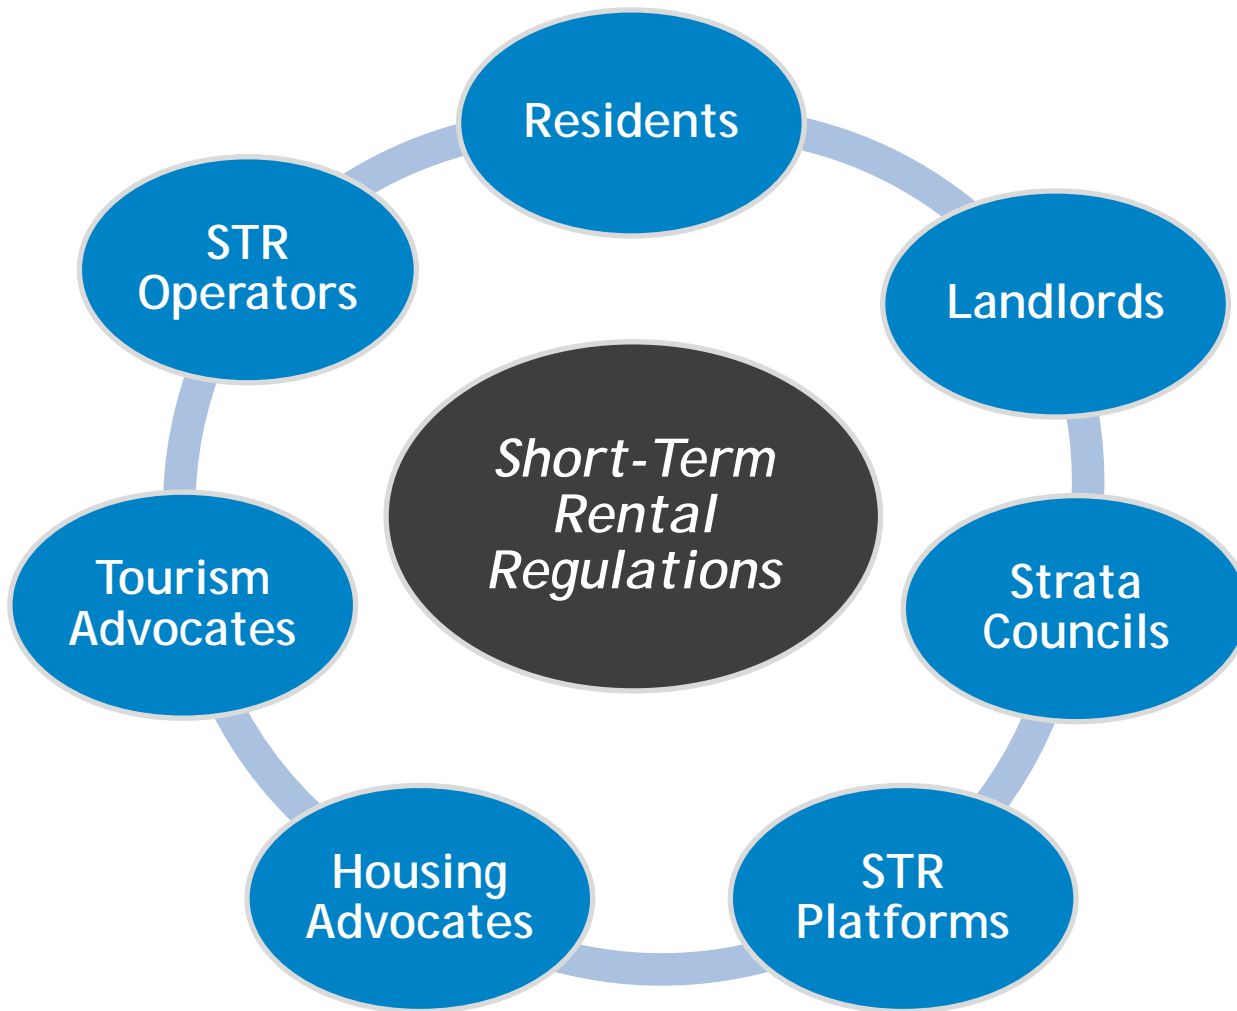 Residents
STR
Operators
Landlords
Short-Term
Rental
Regulations
Tourism
Advocates
Strata
Councils
Housing
Advocates
STR
Platforms